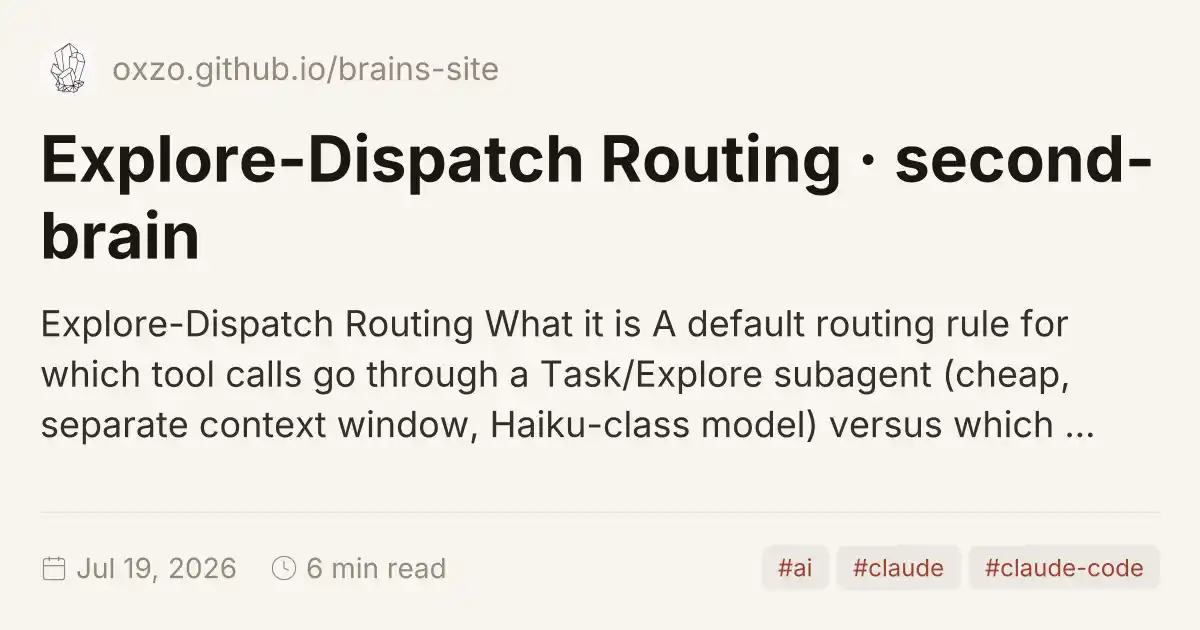 oxzo.github.io/brains-site
Explore-Dispatch Routing · second-
brain
Explore-Dispatch Routing What it is A default routing rule for
which tool calls go through a Task/Explore subagent (cheap,
separate context window, Haiku-class model) versus which ...
Jul 19, 2026 6 min read #ai #claude #claude-code